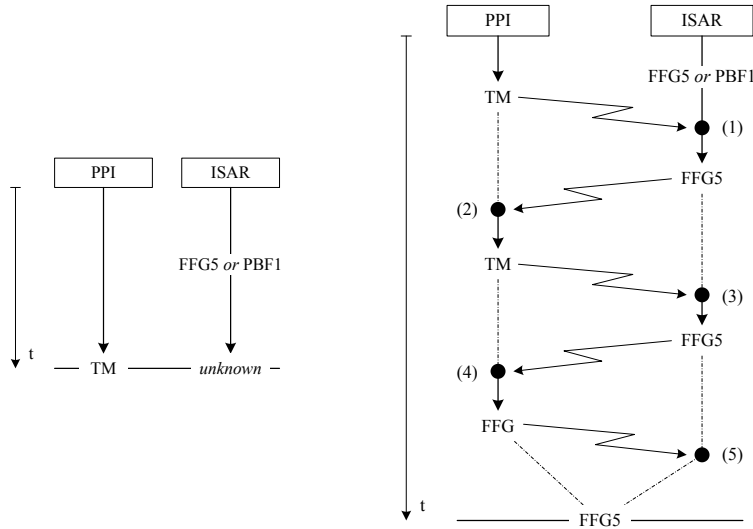 PPI
ISAR
FFG5 or PBF1
t
TM
unknown
PPI
ISAR
FFG5 or PBF1
TM
(1)
FFG5
(2)
TM
(3)
FFG5
(4)
FFG
(5)
t
FFG5